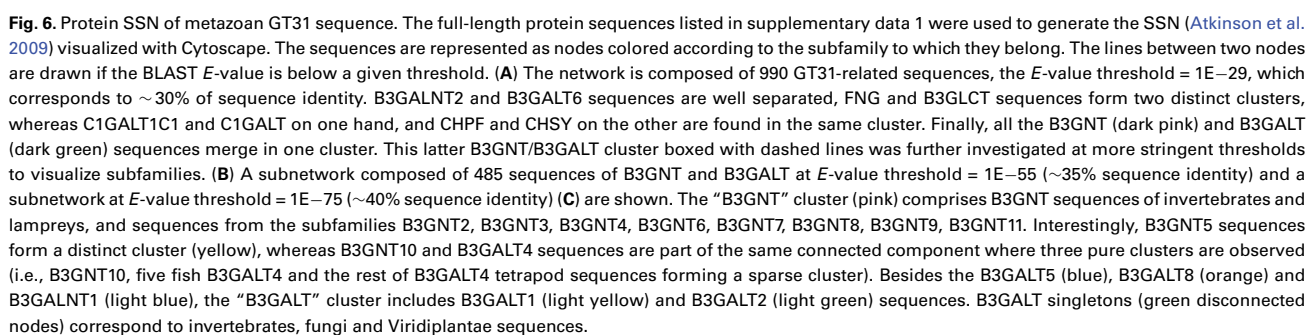 Fig. 6. Protein SSN of metazoan GT31 sequence. The full-length protein sequences listed in supplementary data 1 were used to generate the SSN (Atkinson et al.
2009) visualized with Cytoscape. The sequences are represented as nodes colored according to the subfamily to which they belong. The lines between two nodes
are drawn if the BLAST E-value is below a given threshold. (A) The network is composed of 990 GT31-related sequences, the E-value threshold = 1E−29, which
corresponds to ∼30% of sequence identity. B3GALNT2 and B3GALT6 sequences are well separated, FNG and B3GLCT sequences form two distinct clusters,
whereas C1GALT1C1 and C1GALT on one hand, and CHPF and CHSY on the other are found in the same cluster. Finally, all the B3GNT (dark pink) and B3GALT
(dark green) sequences merge in one cluster. This latter B3GNT/B3GALT cluster boxed with dashed lines was further investigated at more stringent thresholds
to visualize subfamilies. (B) A subnetwork composed of 485 sequences of B3GNT and B3GALT at E-value threshold = 1E−55 (∼35% sequence identity) and a
subnetwork at E-value threshold = 1E−75 (∼40% sequence identity) (C) are shown. The “B3GNT” cluster (pink) comprises B3GNT sequences of invertebrates and
lampreys, and sequences from the subfamilies B3GNT2, B3GNT3, B3GNT4, B3GNT6, B3GNT7, B3GNT8, B3GNT9, B3GNT11. Interestingly, B3GNT5 sequences
form a distinct cluster (yellow), whereas B3GNT10 and B3GALT4 sequences are part of the same connected component where three pure clusters are observed
(i.e., B3GNT10, five fish B3GALT4 and the rest of B3GALT4 tetrapod sequences forming a sparse cluster). Besides the B3GALT5 (blue), B3GALT8 (orange) and
B3GALNT1 (light blue), the “B3GALT” cluster includes B3GALT1 (light yellow) and B3GALT2 (light green) sequences. B3GALT singletons (green disconnected
nodes) correspond to invertebrates, fungi and Viridiplantae sequences.